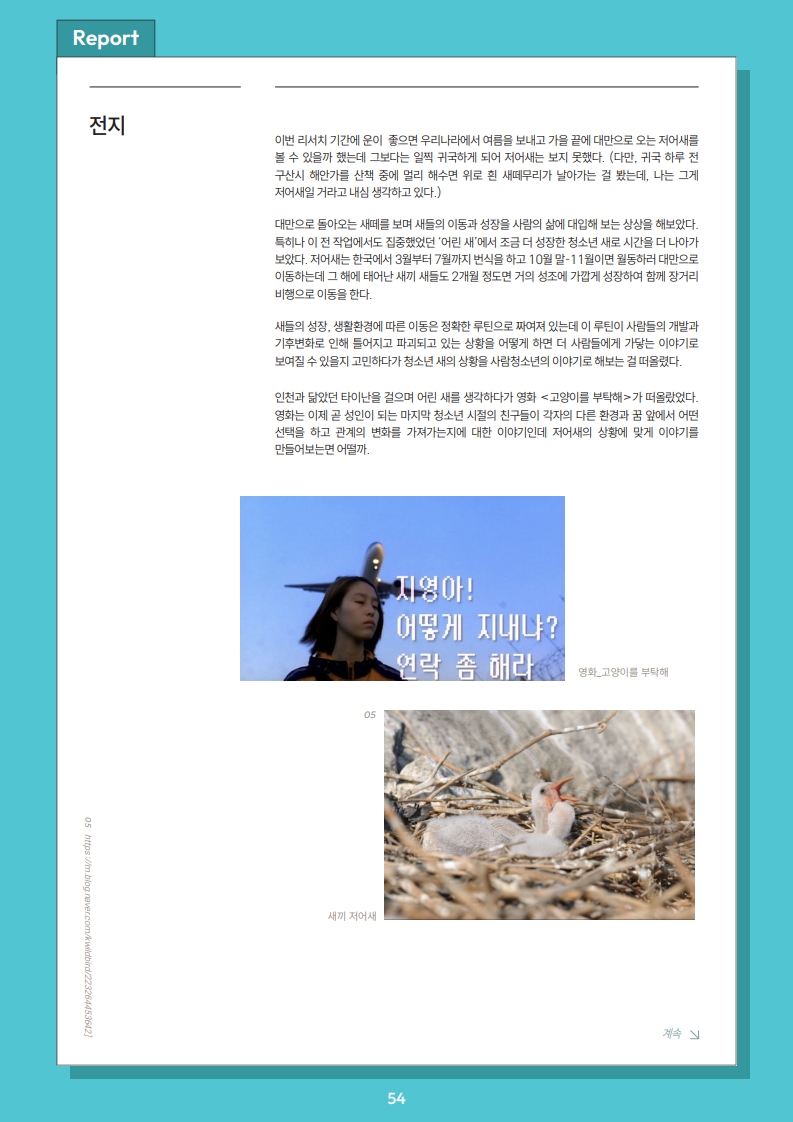 Report
전지
이번 리서치 기간에 운이 좋으면 우리나라에서 여름을 보내고 가을 끝에 대만으로 오는 저어새를
볼 수 있을까 했는데 그보다는 일찍 귀국하게 되어 저어새는 보지 못했다. (다만, 귀국 하루 전
구산시 해안가를 산책 중에 멀리 해수면 위로 흰 새떼무리가 날아가는 걸 봤는데, 나는 그게
저어새일 거라고 내심 생각하고 있다.)
대만으로 돌아오는 새떼를 보며 새들의 이동과 성장을 사람의 삶에 대입해 보는 상상을 해보았다.
특히나 이 전 작업에서도 집중했었던 ‘어린 새’에서 조금 더 성장한 청소년 새로 시간을 더 나아가
보았다. 저어새는 한국에서 3월부터 7월까지 번식을 하고 10월 말-11월이면 월동하러 대만으로
이동하는데 그 해에 태어난 새끼 새들도 2개월 정도면 거의 성조에 가깝게 성장하여 함께 장거리
비행으로 이동을 한다.
새들의 성장, 생활환경에 따른 이동은 정확한 루틴으로 짜여져 있는데 이 루틴이 사람들의 개발과
기후변화로 인해 틀어지고 파괴되고 있는 상황을 어떻게 하면 더 사람들에게 가닿는 이야기로
보여질 수 있을지 고민하다가 청소년 새의 상황을 사람청소년의 이야기로 해보는 걸 떠올렸다.
인천과 닮았던 타이난을 걸으며 어린 새를 생각하다가 영화 <고양이를 부탁해>가 떠올랐었다.
영화는 이제 곧 성인이 되는 마지막 청소년 시절의 친구들이 각자의 다른 환경과 꿈 앞에서 어떤
선택을 하고 관계의 변화를 가져가는지에 대한 이야기인데 저어새의 상황에 맞게 이야기를
만들어보는면 어떨까.
지영아!
어떻게 지내냐?
연락 좀 해라
영화_고양이를 부탁해
05
새끼 저어새
05 https://m.blog.naver.com/kwildbird/223264453642]
계속
54